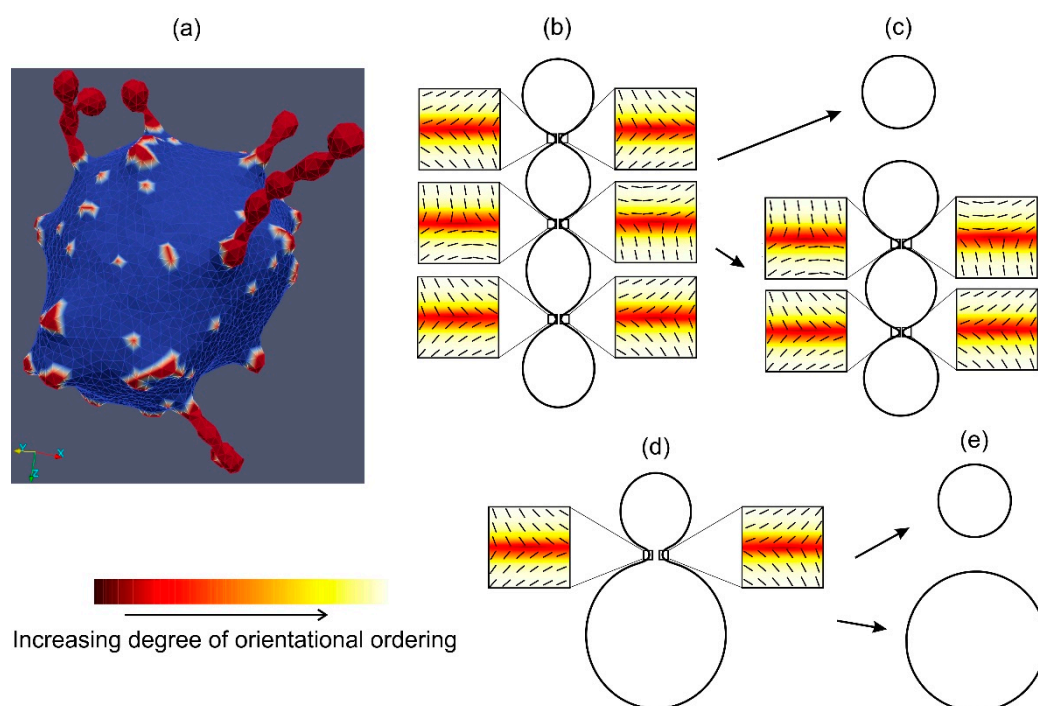 (a)
(b)
(c)
Y
X
Z
(d)
(e)
Increasing degree of orientational ordering